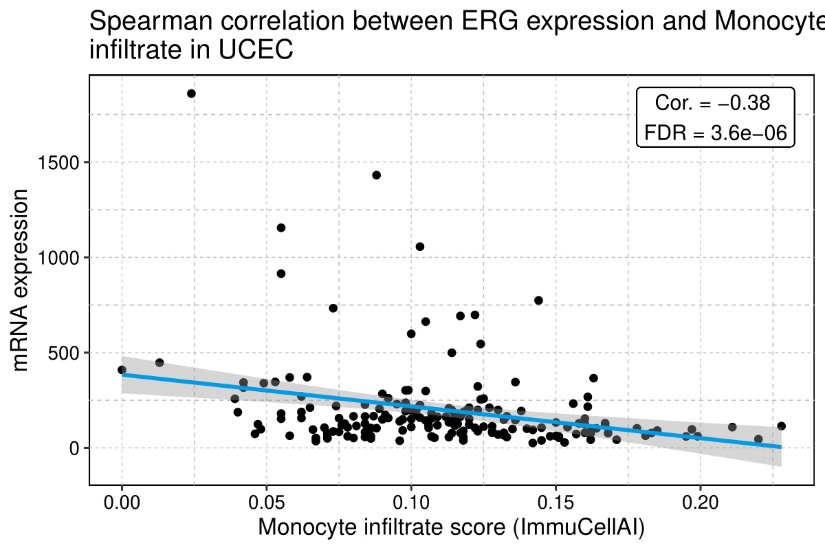 Spearman correlation between ERG expression and Monocyte
infiltrate in UCEC
Cor. = −0.38
FDR = 3.6e−06
mRNA expression
1500
1000
500
0
0.00
0.05
0.10
0.15
0.20
Monocyte infiltrate score (ImmuCellAI)